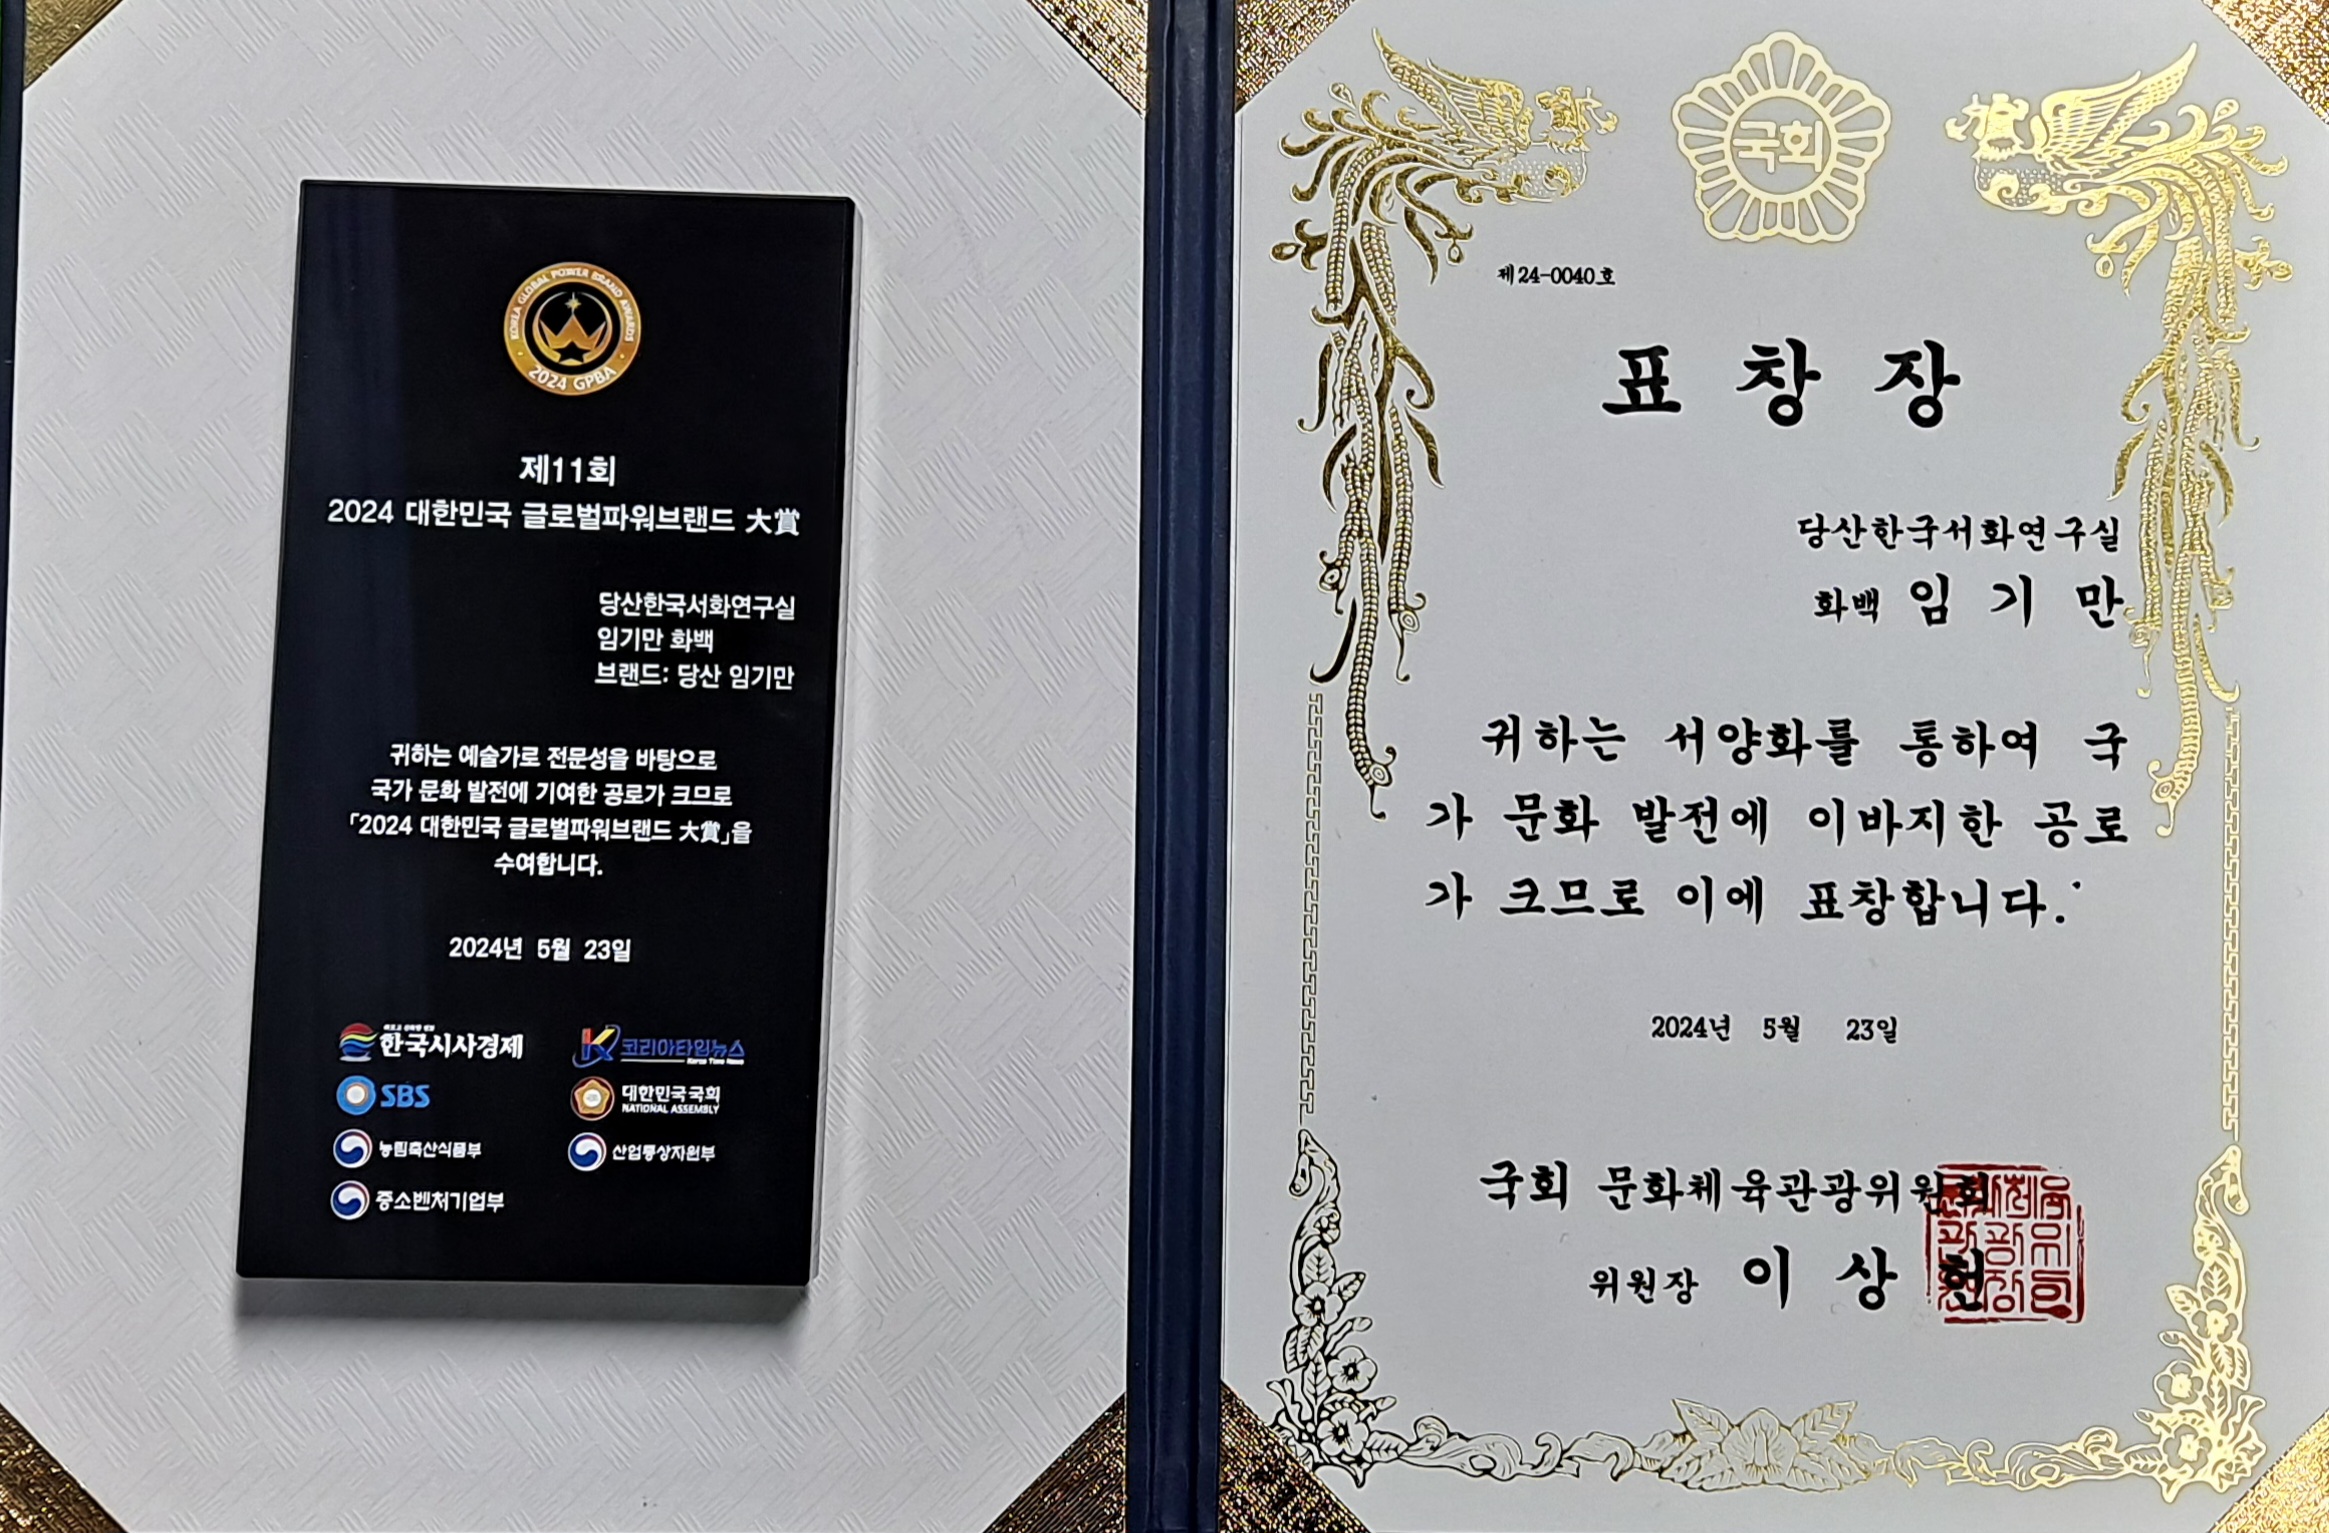 KOREA GLOBAL POWER BRAND AWARDS
2024 GPBA
제11회
2024 대한민국 글로벌파워브랜드 大賞
당산한국서화연구실
임기만 화백
브랜드: 당산 임기만
귀하는 예술가로 전문성을 바탕으로
국가 문화 발전에 기여한 공로가 크므로
「2024 대한민국 글로벌파워브랜드 大賞」을
수여합니다.
2024년 5월 23일
한국시사경제
코리아타임뉴스
Korea Time News
SBS
대한민국국회
NATIONAL ASSEMBLY
농림축산식품부
산업통상자원부
중소벤처기업부
국회
제24-0040호
표창장
당산한국서화연구실
화백 임 기 만
귀하는 서양화를 통하여 국
가 문화 발전에 이바지한 공로
가 크므로 이에 표창합니다.
2024년 5월 23일
국회 문화체육관광위원회
위원장 이 상 헌